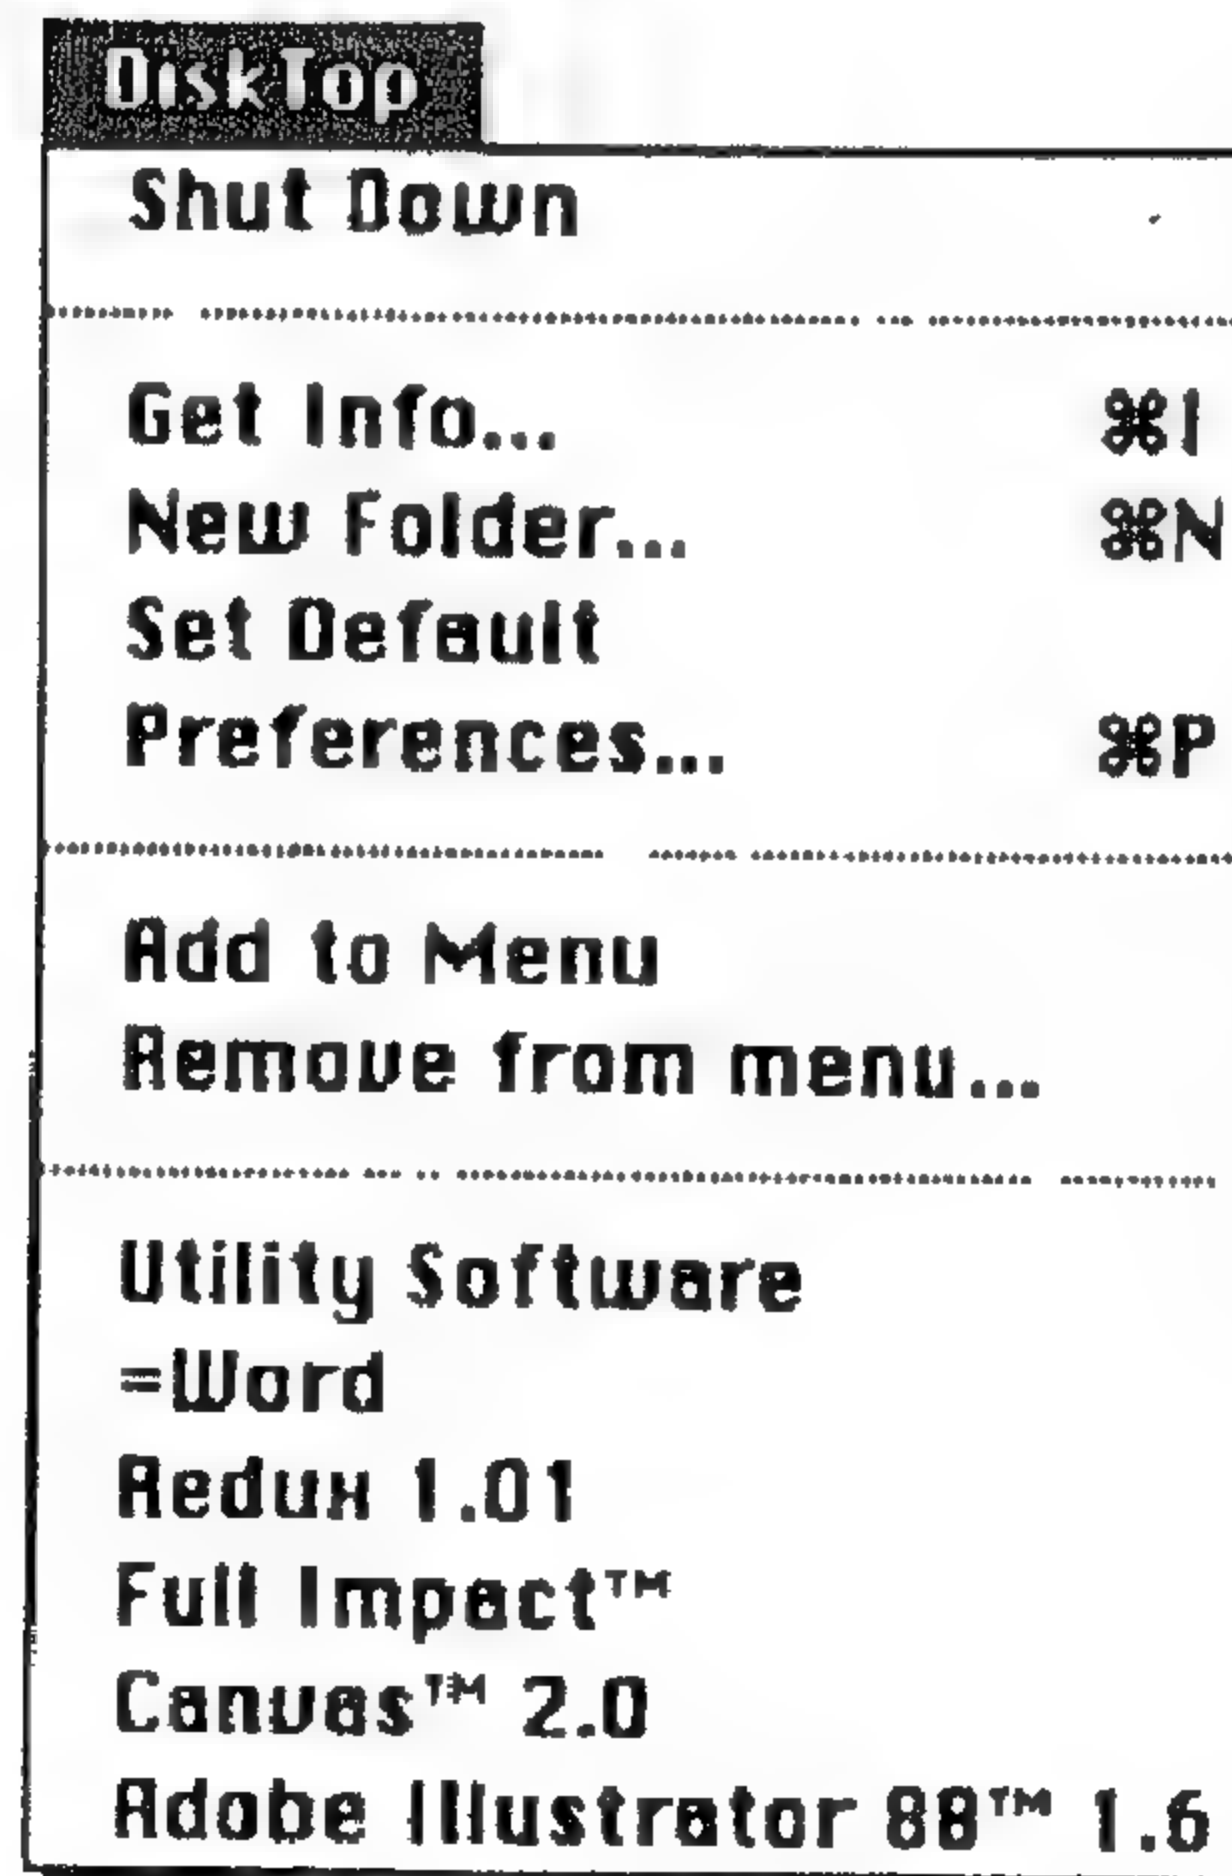 DiskTop
Shut Down
Get Info... ⌘I
New Folder... ⌘N
Set Default
Preferences... ⌘P
Add to Menu
Remove from menu...
Utility Software
=Word
Redux 1.01
Full Impact™
Canvas™ 2.0
Adobe Illustrator 88™ 1.6